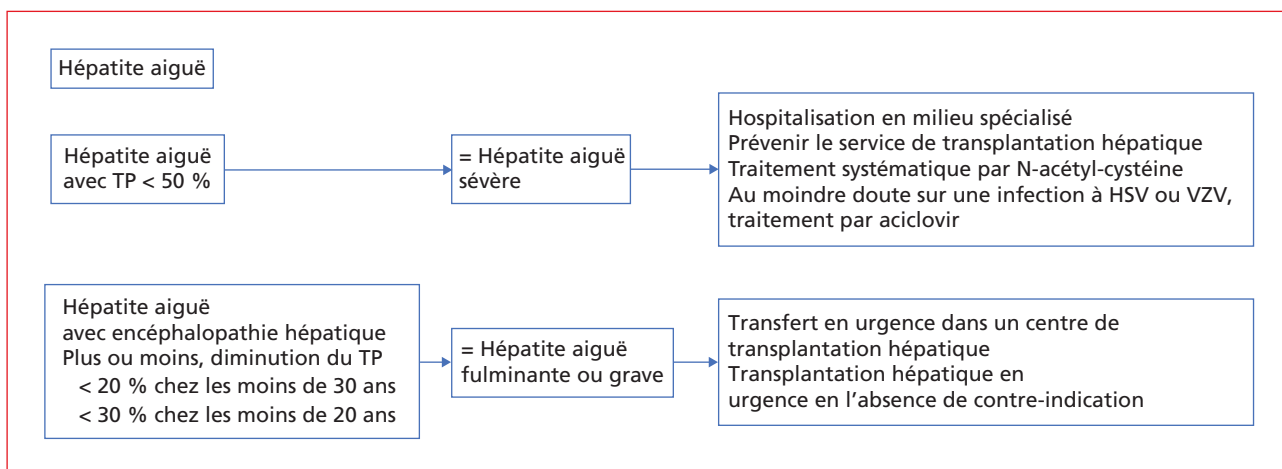 Hépatite aiguë
Hépatite aiguë
avec TP < 50 %
= Hépatite aiguë
sévère
Hospitalisation en milieu spécialisé
Prévenir le service de transplantation hépatique
Traitement systématique par N-acétyl-cystéine
Au moindre doute sur une infection à HSV ou VZV,
traitement par aciclovir
Hépatite aiguë
avec encéphalopathie hépatique
Plus ou moins, diminution du TP
< 20 % chez les moins de 30 ans
< 30 % chez les moins de 20 ans
= Hépatite aiguë
fulminante ou grave
Transfert en urgence dans un centre de
transplantation hépatique
Transplantation hépatique en
urgence en l’absence de contre-indication